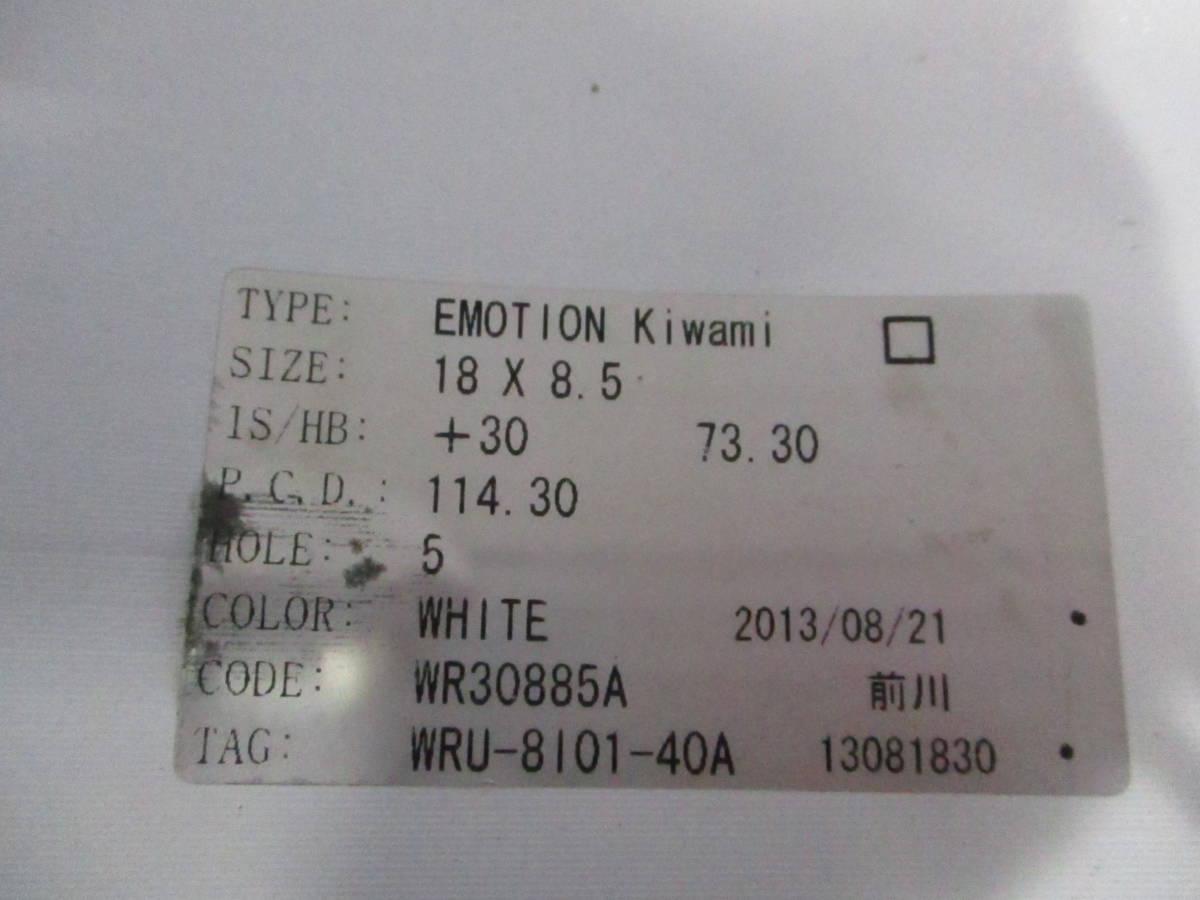 TYPE: EMOTION Kiwami □
SIZE: 18 X 8.5
IS/HB: +30 73.30
P.C.D.: 114.30
HOLE: 5
COLOR: WHITE 2013/08/21
CODE: WR30885A 前川
TAG: WRU-8I01-40A 13081830